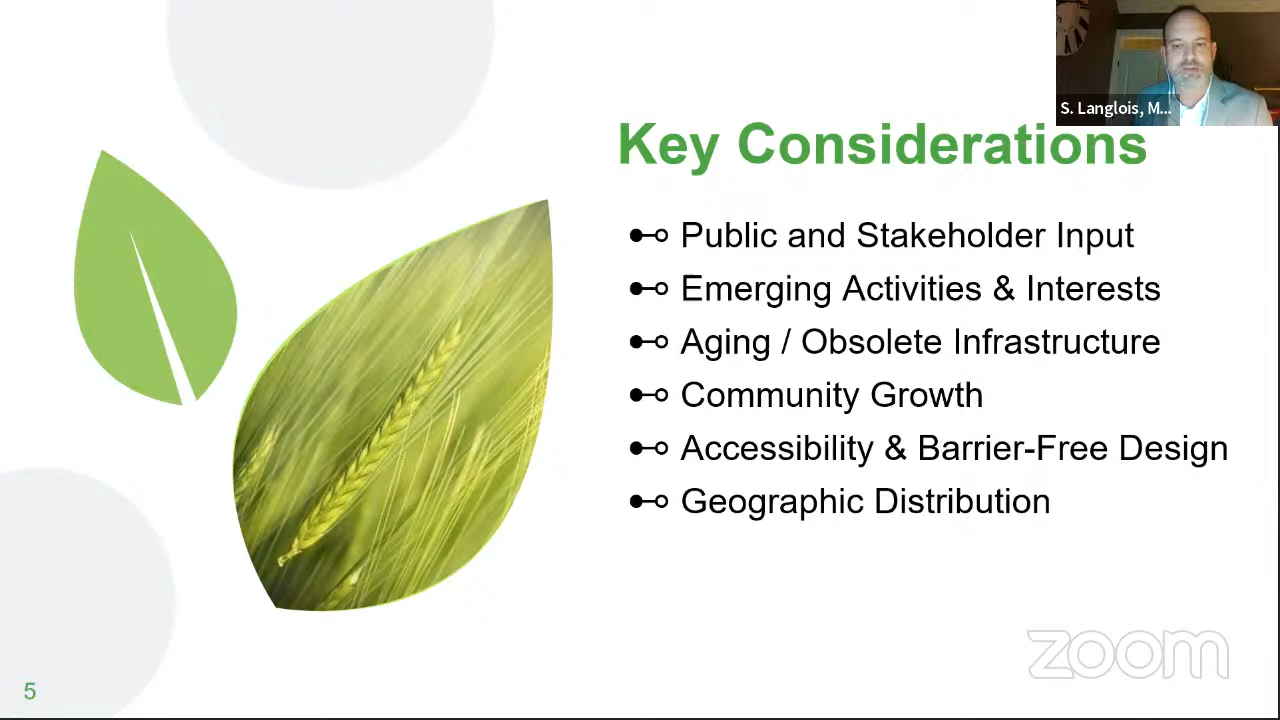 S. Langlois, M...
Key Considerations
Public and Stakeholder Input
Emerging Activities & Interests
Aging / Obsolete Infrastructure
Community Growth
Accessibility & Barrier-Free Design
Geographic Distribution
zoom
5